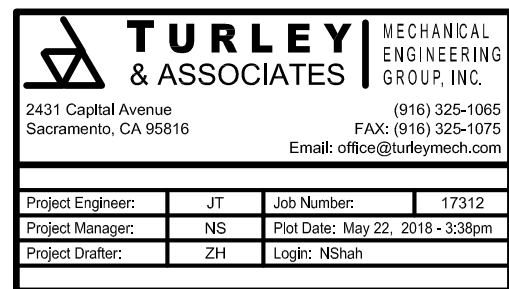 TURLEY
& ASSOCIATES
MECHANICAL
ENGINEERING
GROUP, INC.
2431 Capital Avenue
Sacramento, CA 95816
(916) 325-1065
FAX: (916) 325-1075
Email: office@turleymech.com
Project Engineer: JT Job Number: 17312
Project Manager: NS Plot Date: May 22, 2018 - 3:38pm
Project Drafter: ZH Login: NShah